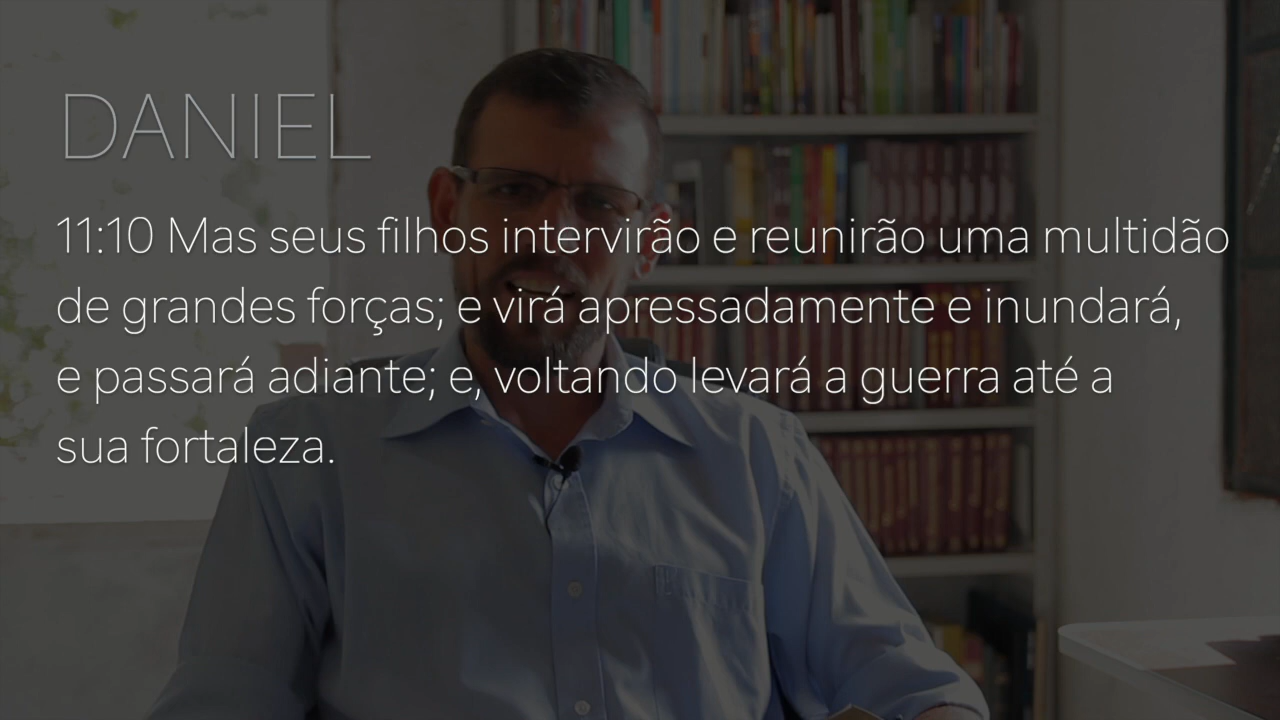 DANIEL
11:10 Mas seus filhos intervirão e reunirão uma multidão
de grandes forças; e virá apressadamente e inundará,
e passará adiante; e, voltando levará a guerra até a
sua fortaleza.